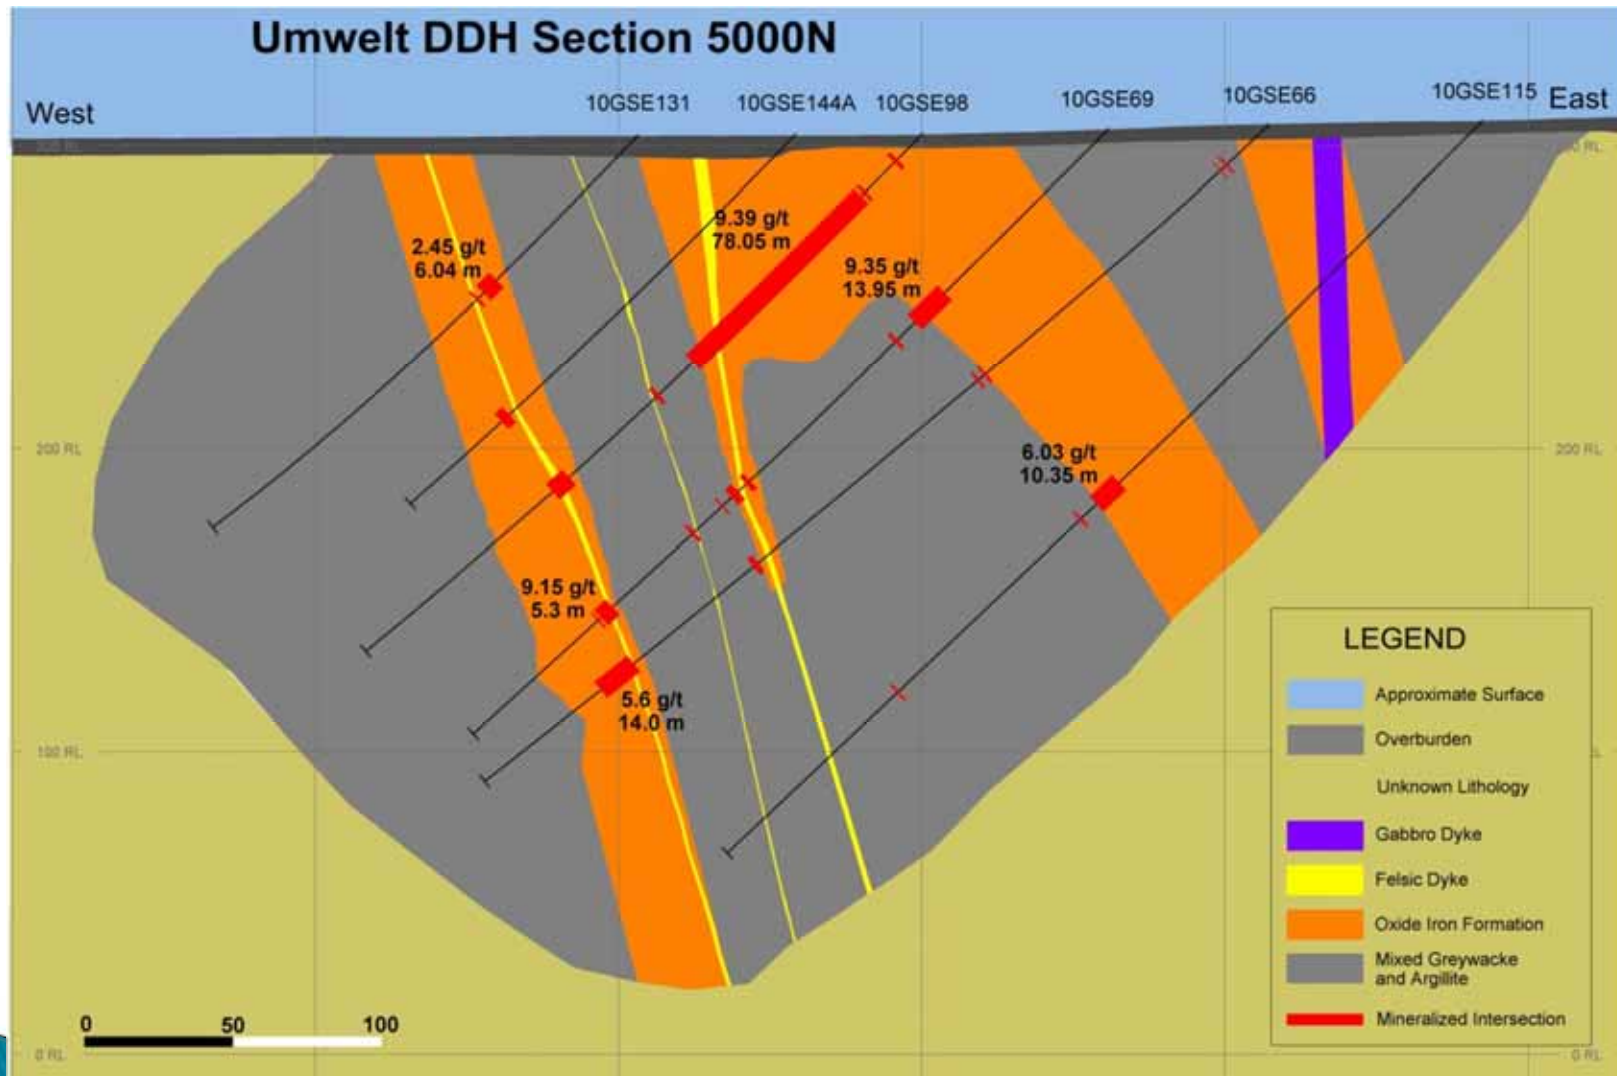 Umwelt DDH Section 5000N
West
10GSE131
10GSE144A
10GSE98
10GSE69
10GSE66
10GSE115
East
2.45 g/t
6.04 m
9.39 g/t
78.05 m
9.35 g/t
13.95 m
200 RL
200 RL
6.03 g/t
10.35 m
9.15 g/t
5.3 m
5.6 g/t
14.0 m
100 RL
LEGEND
Approximate Surface
Overburden
Unknown Lithology
Gabbro Dyke
Felsic Dyke
Oxide Iron Formation
Mixed Greywacke
and Argillite
Mineralized Intersection
0 50 100
0 RL
0 RL